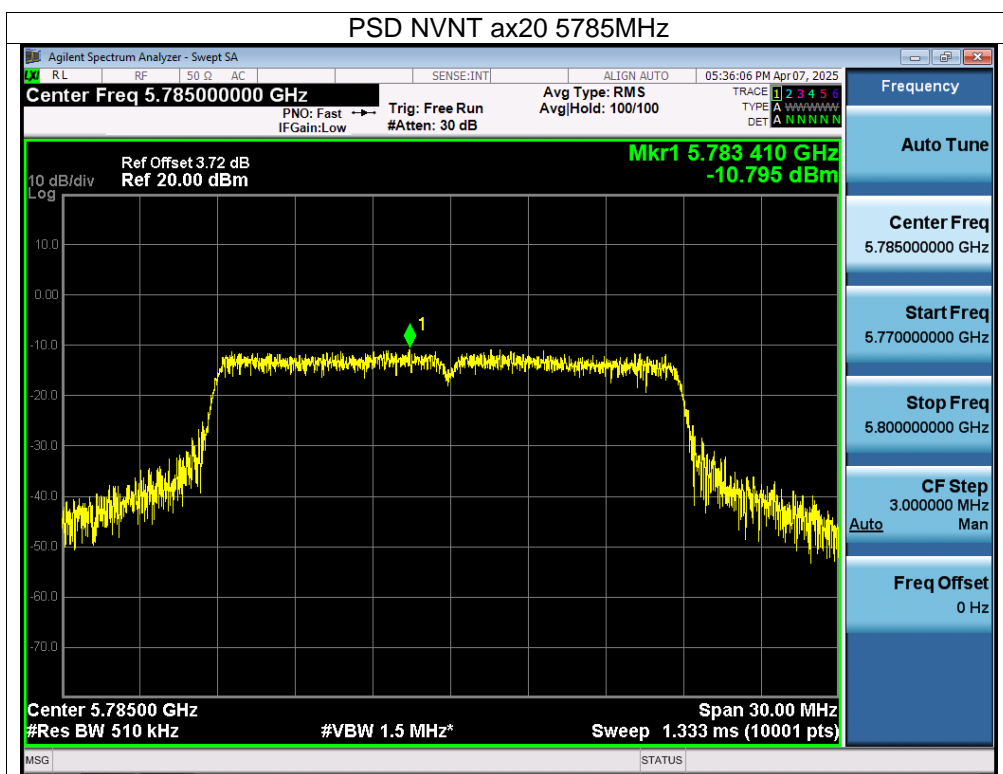 PSD NVNT ax20 5785MHz
Agilent Spectrum Analyzer - Swept SA
LXI RL RF 50 Ω AC SENSE:INT ALIGN AUTO 05:36:06 PM Apr 07, 2025
Center Freq 5.785000000 GHz
PNO: Fast
IFGain:Low
Trig: Free Run
#Atten: 30 dB
Avg Type: RMS
Avg|Hold: 100/100
TRACE 1 2 3 4 5 6
TYPE A WWWWW
DET A N N N N N
Ref Offset 3.72 dB
10 dB/div Ref 20.00 dBm
Log
Mkr1 5.783 410 GHz
-10.795 dBm
10.0
0.00
-10.0
-20.0
-30.0
-40.0
-50.0
-60.0
-70.0
1
Center 5.78500 GHz Span 30.00 MHz
#Res BW 510 kHz #VBW 1.5 MHz* Sweep 1.333 ms (10001 pts)
MSG STATUS
Frequency
Auto Tune
Center Freq
5.785000000 GHz
Start Freq
5.770000000 GHz
Stop Freq
5.800000000 GHz
CF Step
3.000000 MHz
Auto Man
Freq Offset
0 Hz